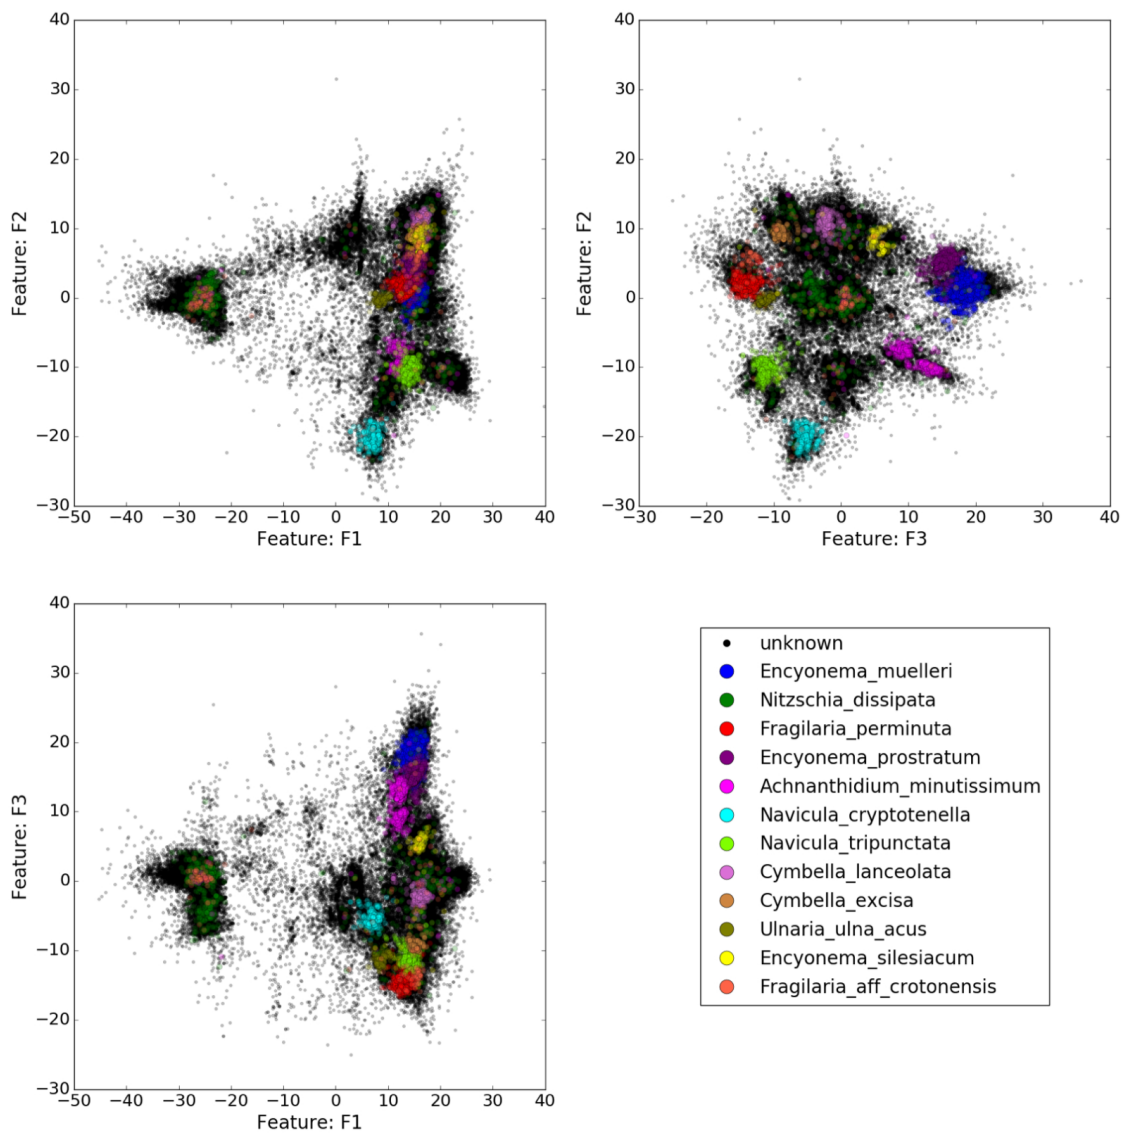 40
30
20
10
0
−10
−20
−30
−50
−40
−30
−20
−10
0
10
20
30
40
Feature: F1
Feature: F2
40
30
20
10
0
−10
−20
−30
−30
−20
−10
0
10
20
30
40
Feature: F3
Feature: F2
40
30
20
10
0
−10
−20
−30
−50
−40
−30
−20
−10
0
10
20
30
40
Feature: F1
Feature: F3
unknown
Encyonema_muelleri
Nitzschia_dissipata
Fragilaria_perminuta
Encyonema_prostratum
Achnanthidium_minutissimum
Navicula_cryptotenella
Navicula_tripunctata
Cymbella_lanceolata
Cymbella_excisa
Ulnaria_ulna_acus
Encyonema_silesiacum
Fragilaria_aff_crotonensis